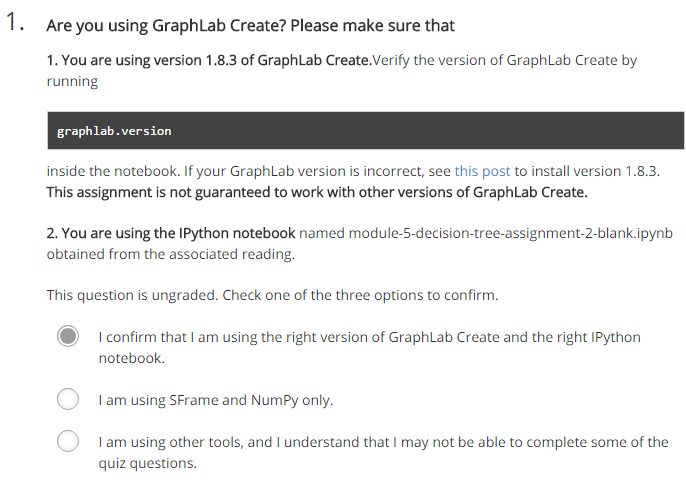 1. Are you using GraphLab Create? Please make sure that
1. You are using version 1.8.3 of GraphLab Create.Verify the version of GraphLab Create by
running
graphlab.version
inside the notebook. If your GraphLab version is incorrect, see this post to install version 1.8.3.
This assignment is not guaranteed to work with other versions of GraphLab Create.
2. You are using the IPython notebook named module-5-decision-tree-assignment-2-blank.ipynb
obtained from the associated reading.
This question is ungraded. Check one of the three options to confirm.
I confirm that I am using the right version of GraphLab Create and the right IPython
notebook.
I am using SFrame and NumPy only.
I am using other tools, and I understand that I may not be able to complete some of the
quiz questions.